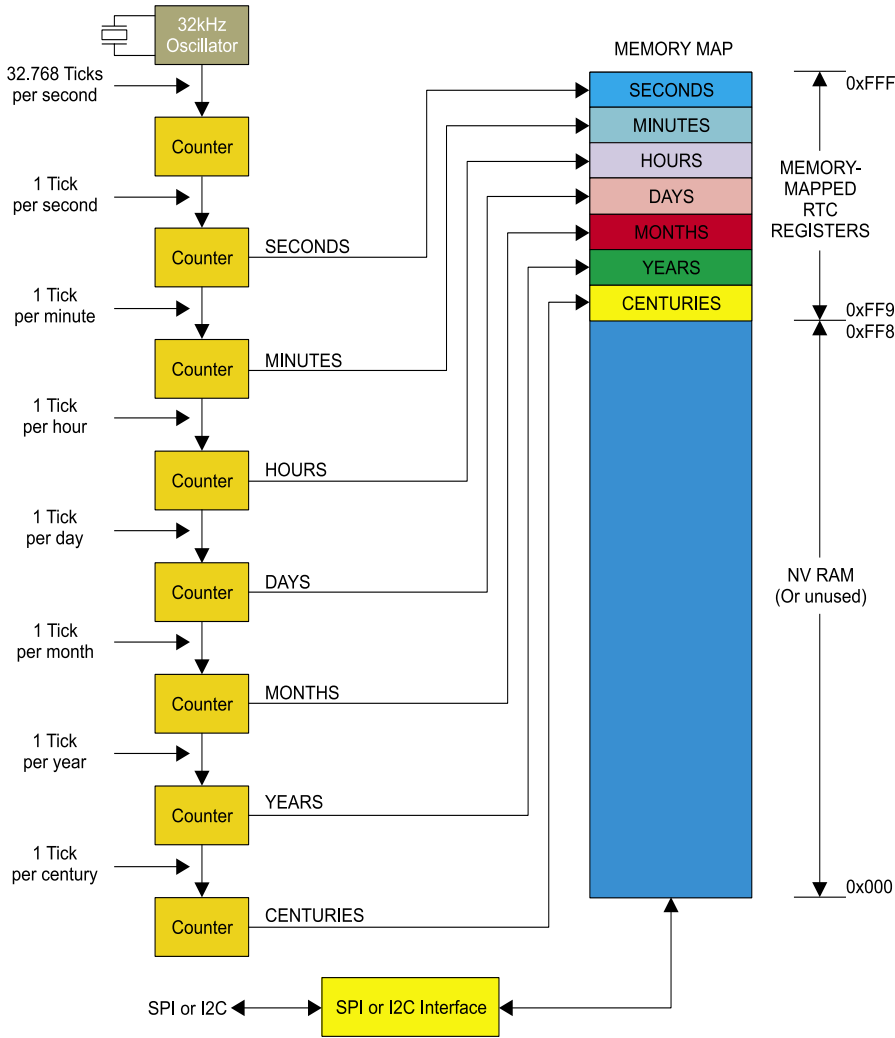 32kHz
Oscillator
32.768 Ticks
per second
Counter
1 Tick
per second
Counter
SECONDS
1 Tick
per minute
Counter
MINUTES
1 Tick
per hour
Counter
HOURS
1 Tick
per day
Counter
DAYS
1 Tick
per month
Counter
MONTHS
1 Tick
per year
Counter
YEARS
1 Tick
per century
Counter
CENTURIES
MEMORY MAP
SECONDS
MINUTES
HOURS
DAYS
MONTHS
YEARS
CENTURIES
0xFFF
MEMORY-
MAPPED
RTC
REGISTERS
0xFF9
0xFF8
NV RAM
(Or unused)
0x000
SPI or I2C
SPI or I2C Interface